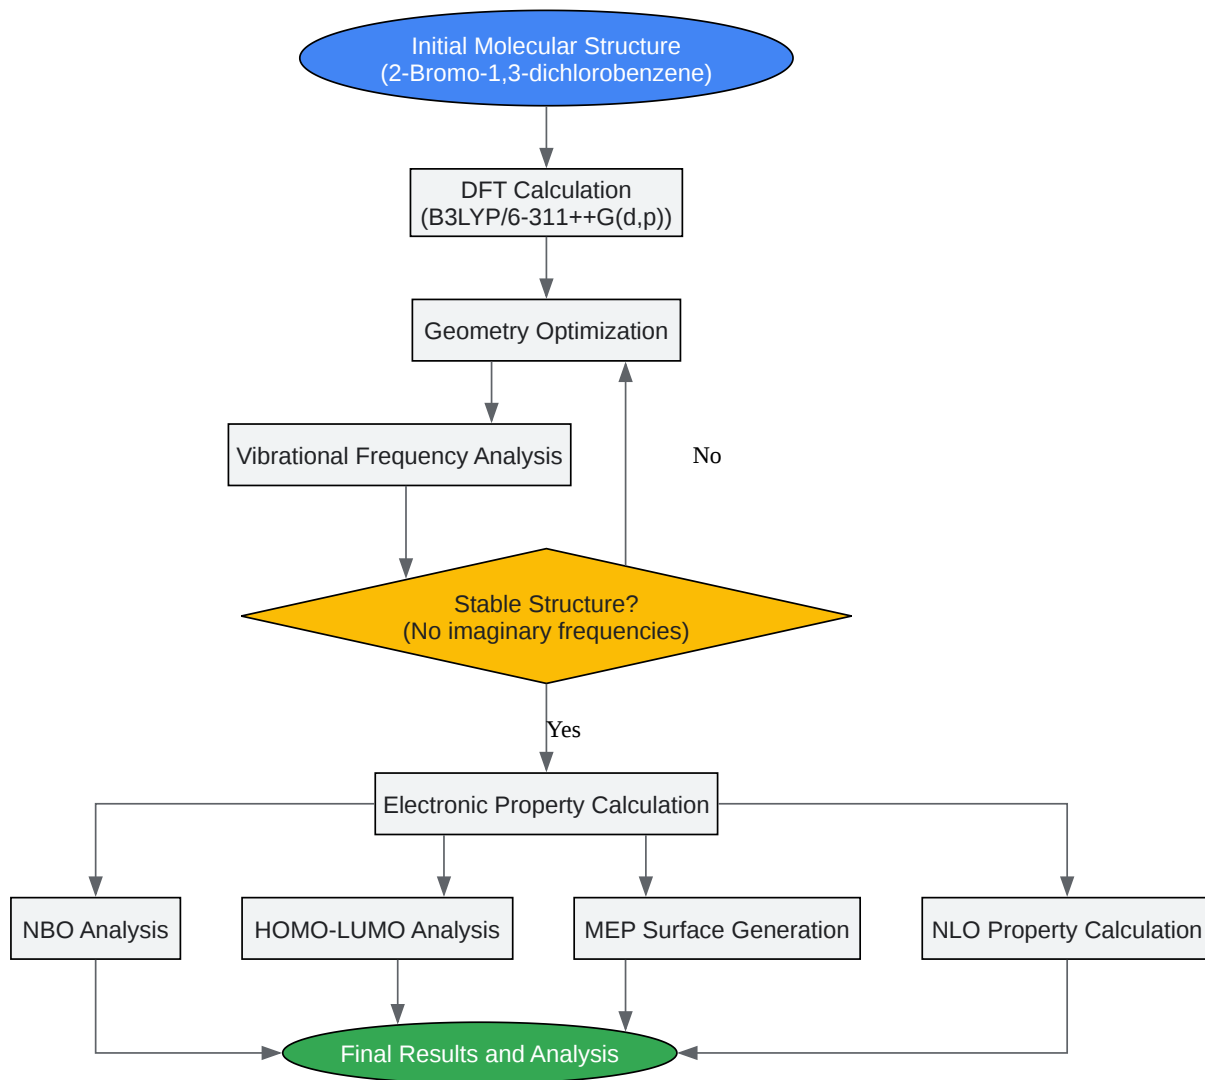 Initial Molecular Structure
(2-Bromo-1,3-dichlorobenzene)
DFT Calculation
(B3LYP/6-311++G(d,p))
Geometry Optimization
Vibrational Frequency Analysis
No
Stable Structure?
(No imaginary frequencies)
Yes
Electronic Property Calculation
NBO Analysis
HOMO-LUMO Analysis
MEP Surface Generation
NLO Property Calculation
Final Results and Analysis